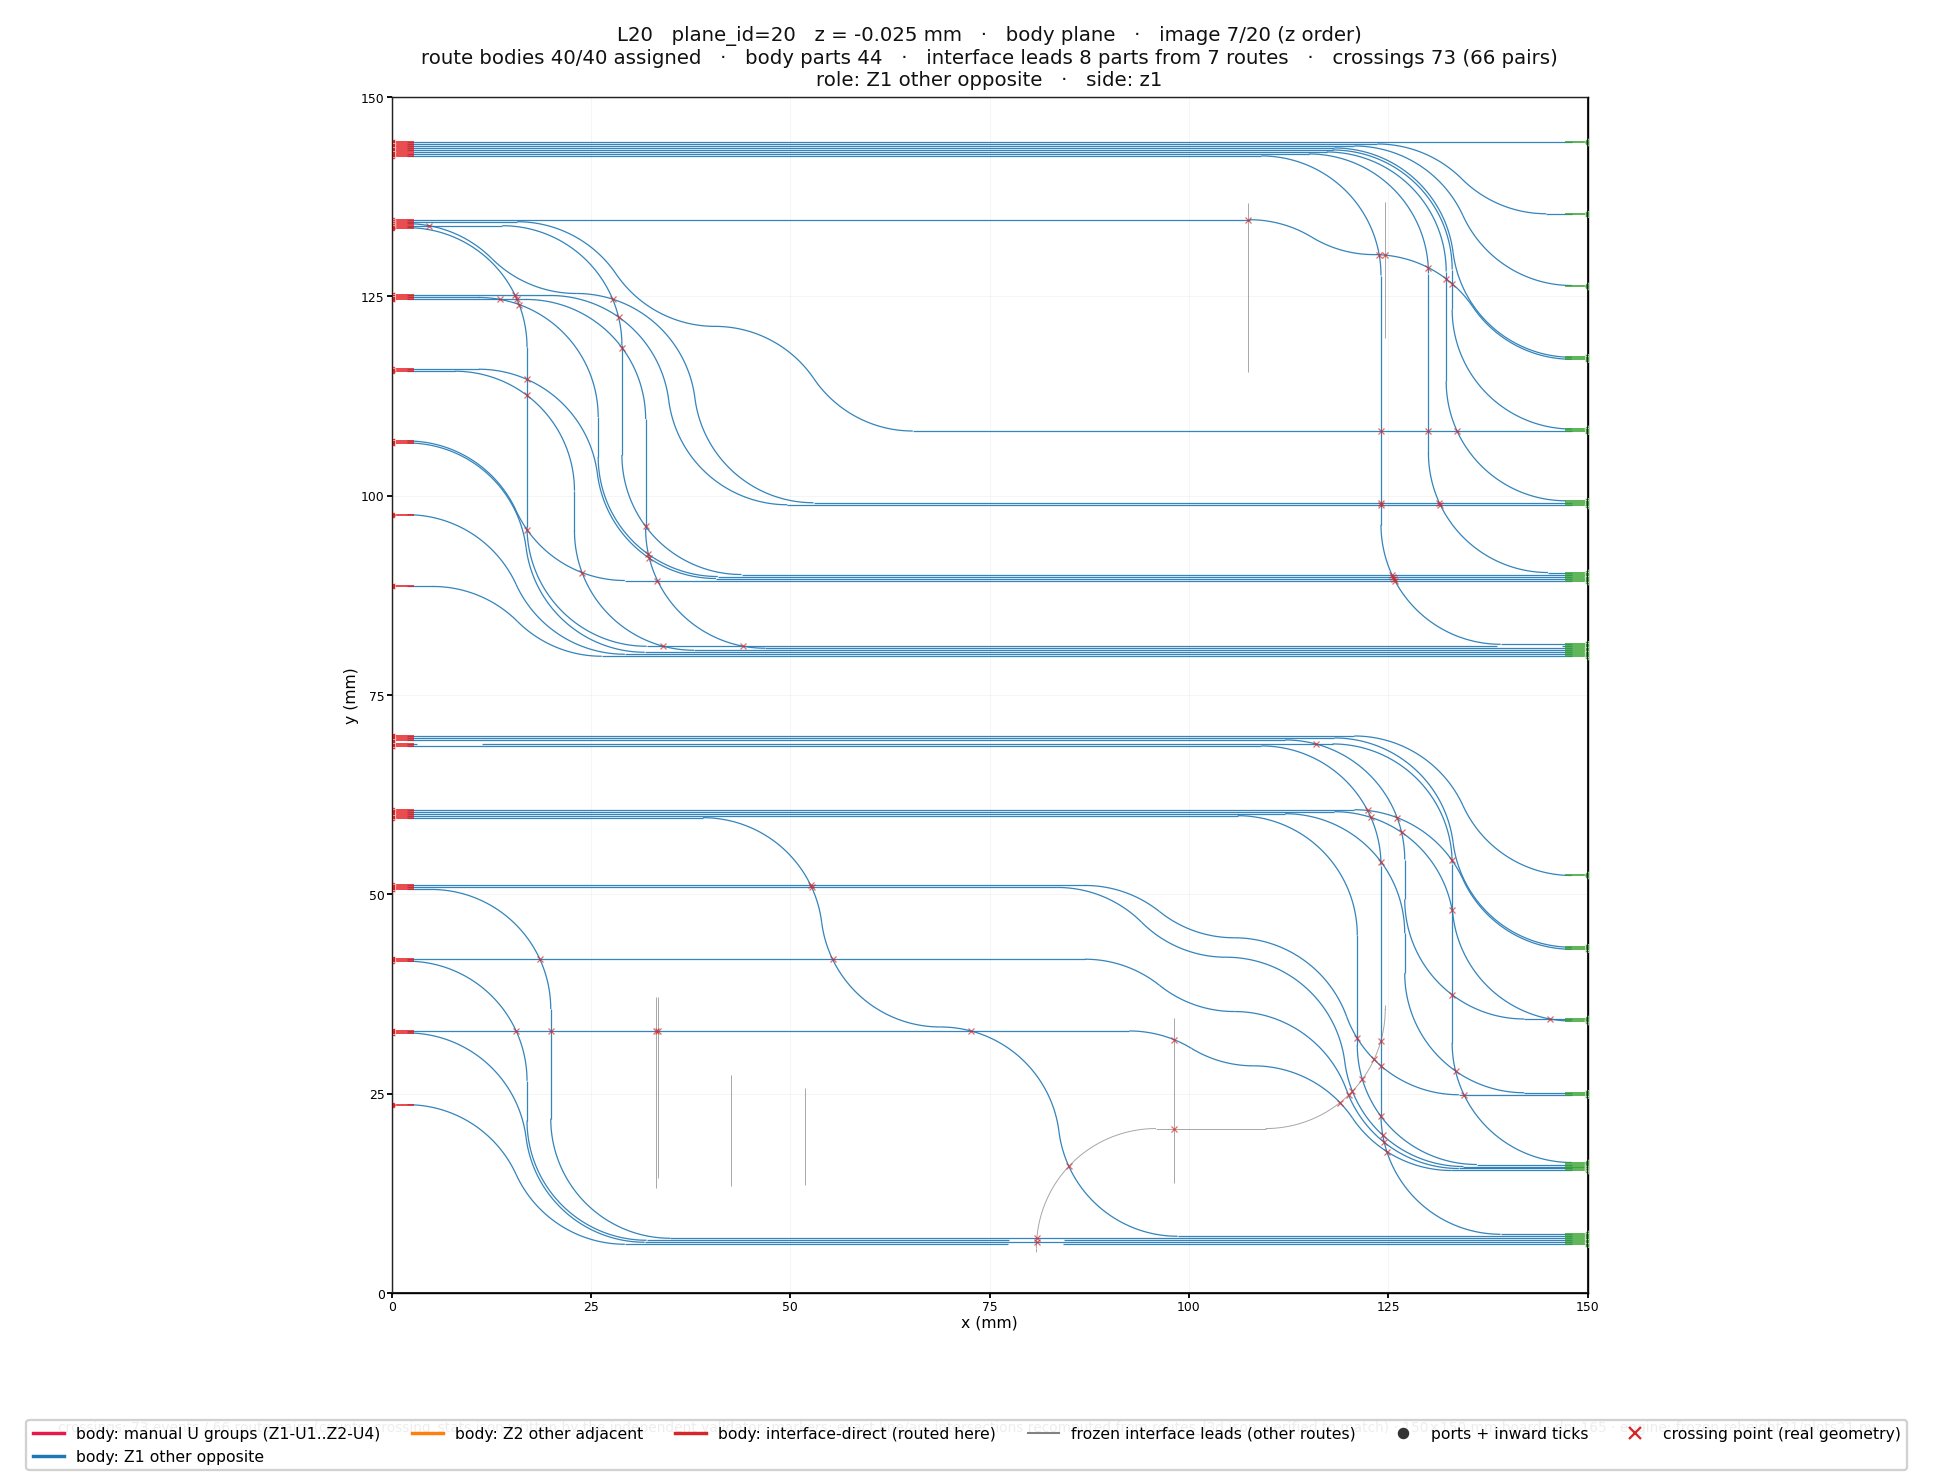 L20   plane_id=20   z = -0.025 mm   ·   body plane   ·   image 7/20 (z order)
route bodies 40/40 assigned   ·   body parts 44   ·   interface leads 8 parts from 7 routes   ·   crossings 73 (66 pairs)
role: Z1 other opposite   ·   side: z1
150
125
100
75
50
25
0
y (mm)
0
25
50
75
100
125
150
x (mm)
body: manual U groups (Z1-U1..Z2-U4)
body: Z2 other adjacent
body: interface-direct (routed here)
frozen interface leads (other routes)
ports + inward ticks
crossing point (real geometry)
body: Z1 other opposite